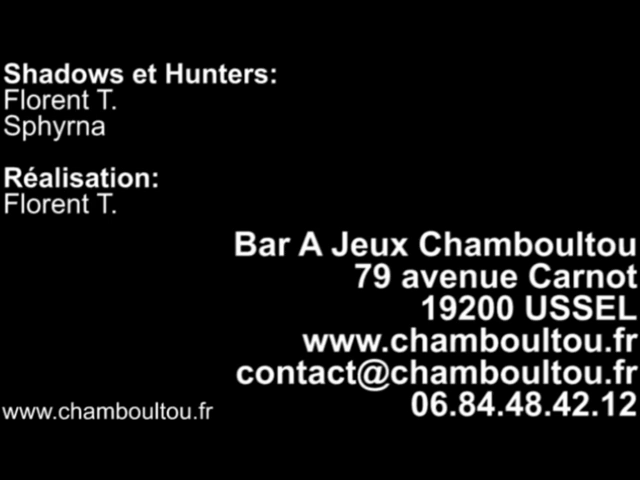 Shadows et Hunters:
Florent T.
Sphyrna
Réalisation:
Florent T.
Bar A Jeux Chamboultou
79 avenue Carnot
19200 USSEL
www.chamboultou.fr
contact@chamboultou.fr
06.84.48.42.12
www.chamboultou.fr